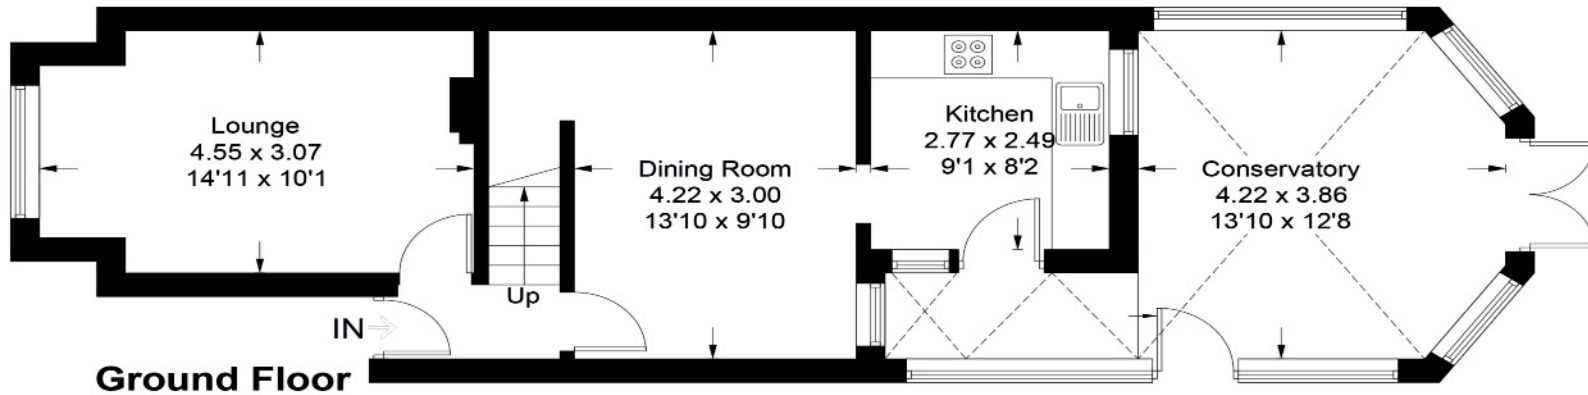 Lounge
4.55 x 3.07
14'11 x 10'1
Dining Room
4.22 x 3.00
13'10 x 9'10
Kitchen
2.77 x 2.49
9'1 x 8'2
Conservatory
4.22 x 3.86
13'10 x 12'8
Up
IN
Ground Floor